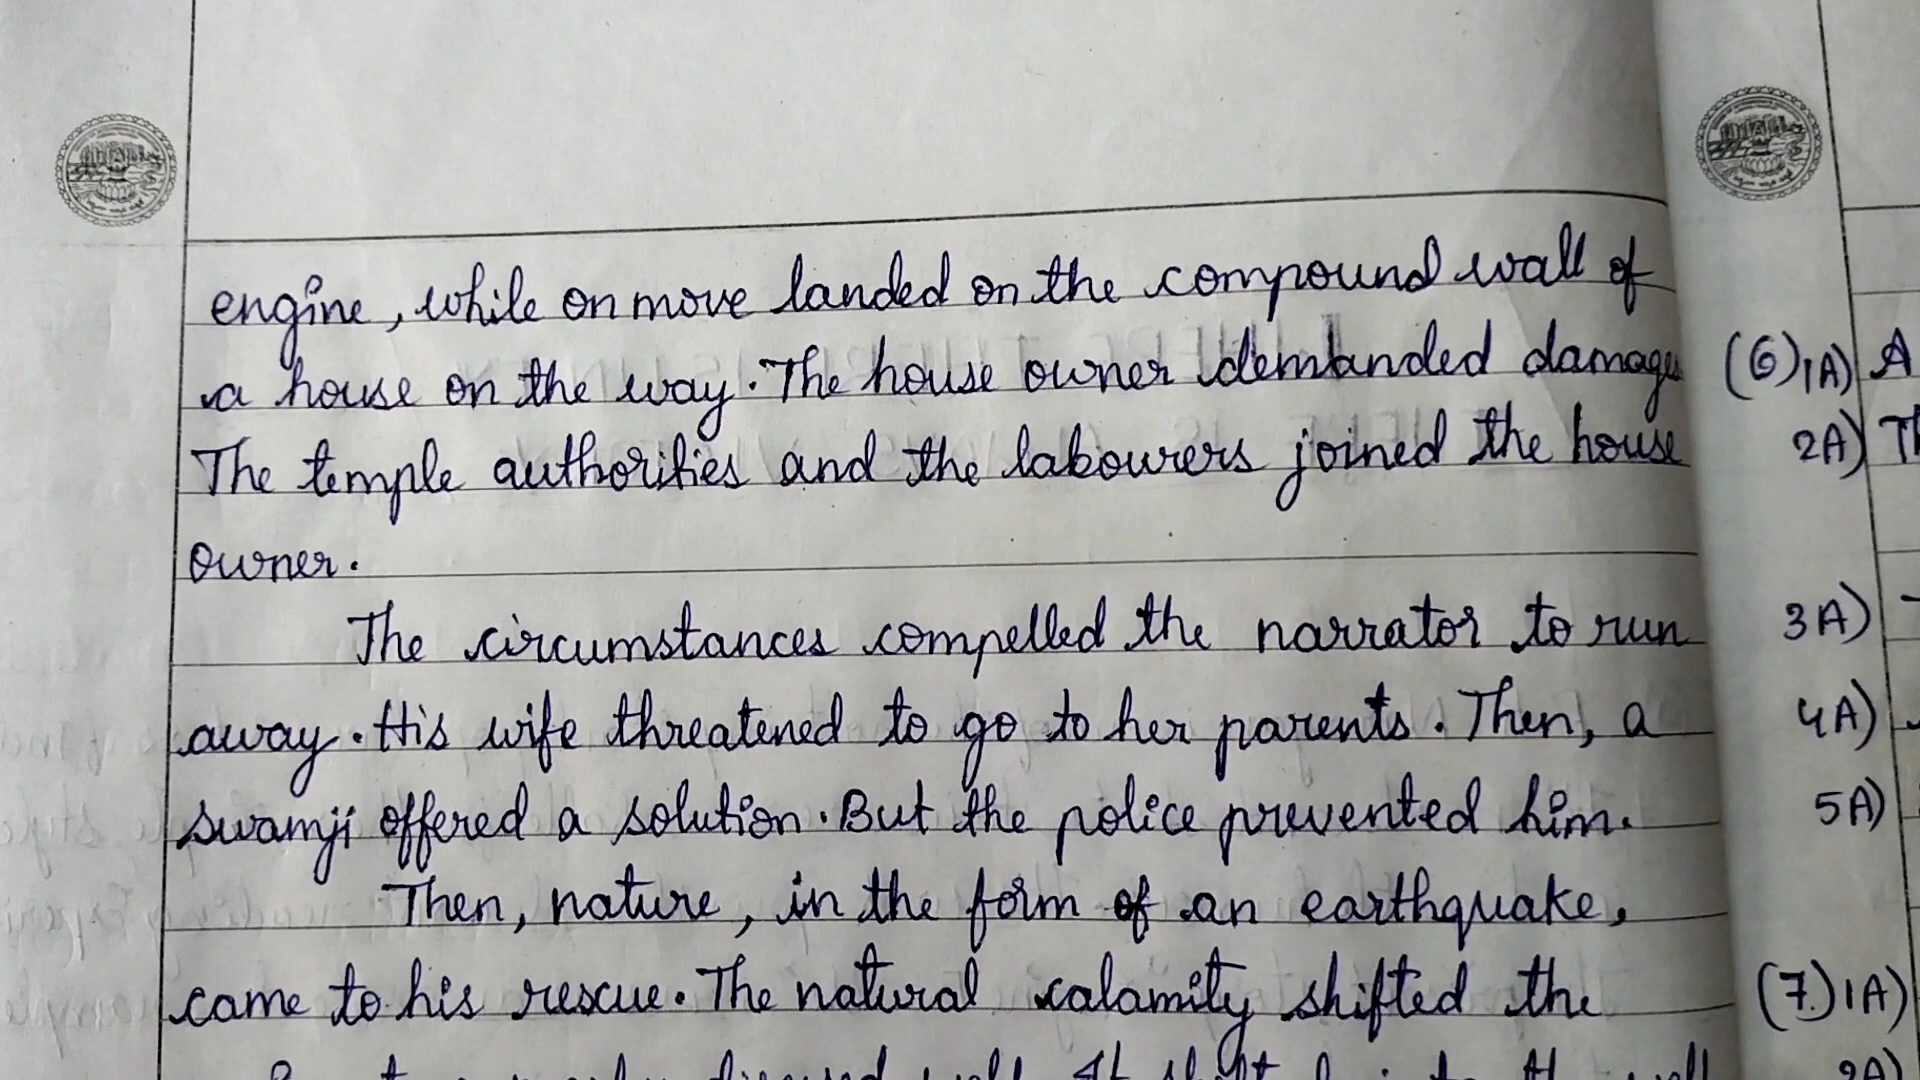 engine, while on move landed on the compound wall of
a house on the way. The house owner demanded damage
The temple authorities and the labourers joined the house
owner.
The circumstances compelled the narrator to run
away. His wife threatened to go to her parents. Then, a
swamji offered a solution. But the police prevented him.
Then, nature, in the form of an earthquake,
came to his rescue. The natural calamity shifted the
(6) 1A) A
2A) Th
3A)
4A)
5A)
(7.) 1A)
2A)